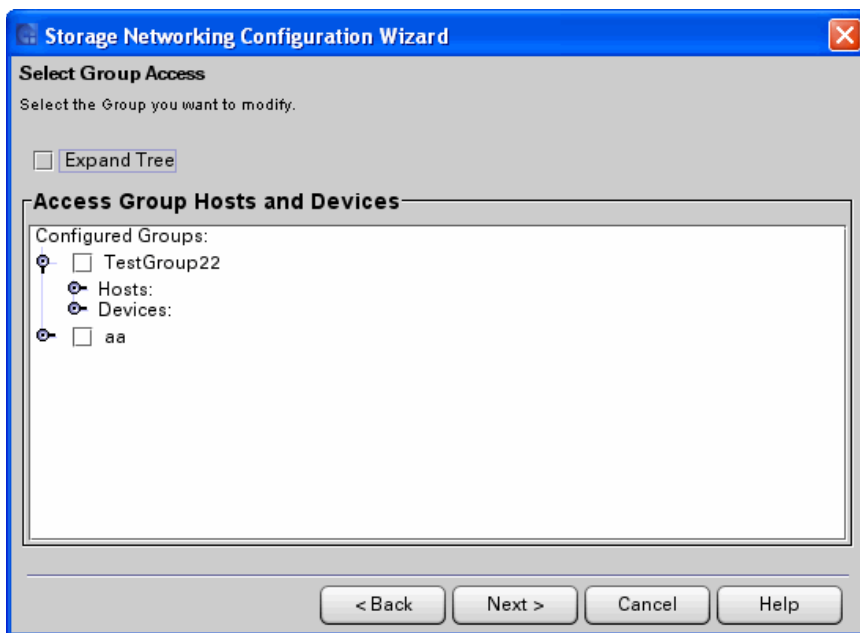 Storage Networking Configuration Wizard
Select Group Access
Select the Group you want to modify.
Expand Tree
Access Group Hosts and Devices
Configured Groups:
TestGroup22
Hosts:
Devices:
aa
< Back Next > Cancel Help